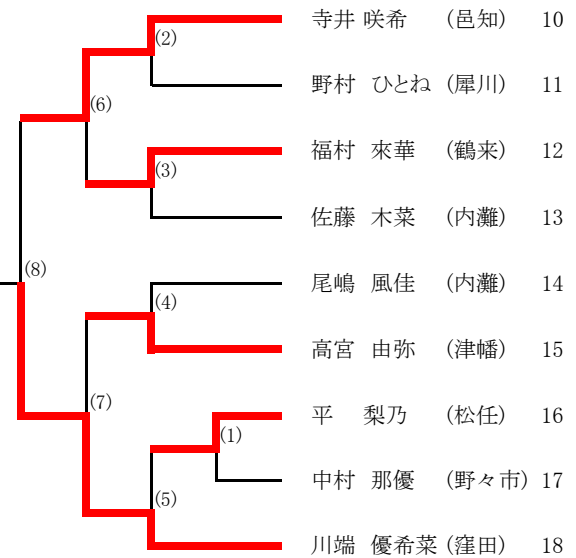 寺井 咲希 (邑知) 10
(2)
野村 ひとね (犀川) 11
(6)
福村 來華 (鶴来) 12
(3)
佐藤 木菜 (内灘) 13
(8)
尾嶋 風佳 (内灘) 14
(4)
高宮 由弥 (津幡) 15
(7)
平 梨乃 (松任) 16
(1)
中村 那優 (野々市) 17
(5)
川端 優希菜 (窪田) 18